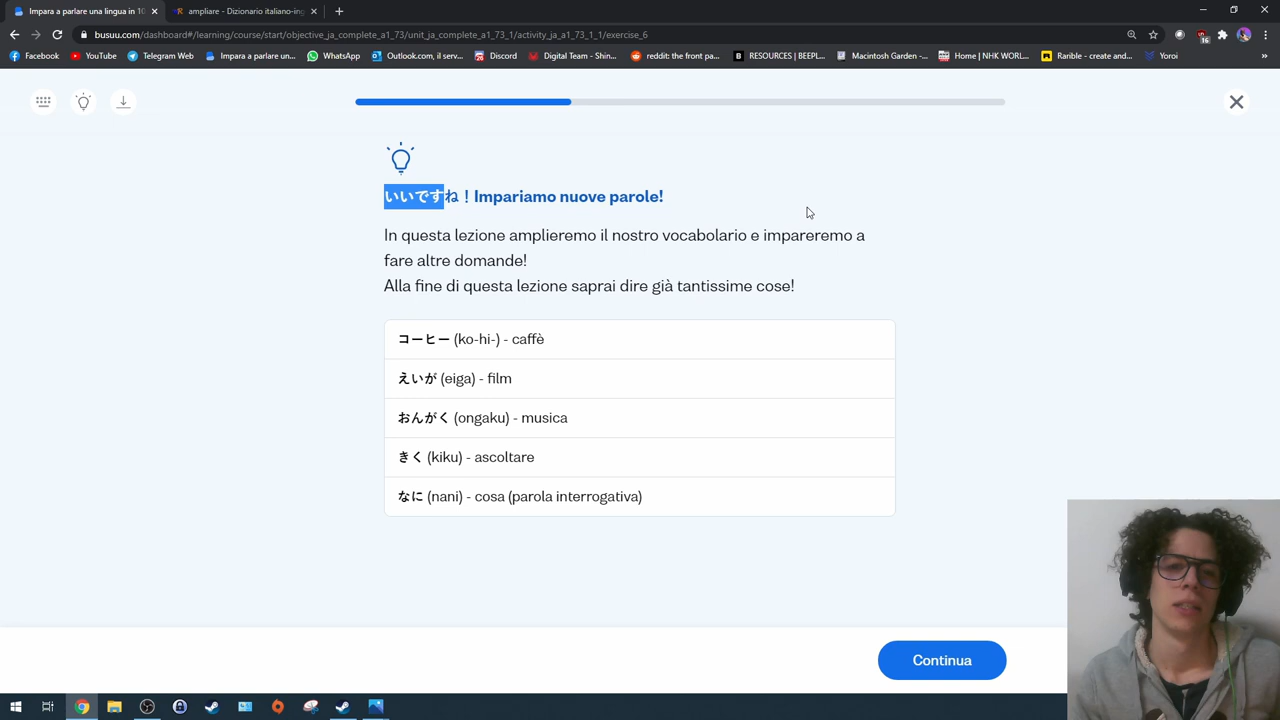 Impara a parlare una lingua in 10
ampliare - Dizionario italiano-ing
busuu.com/dashboard#/learning/course/start/objective_ja_complete_a1_73/unit_ja_complete_a1_73_1/activity_ja_a1_73_1_1/exercise_6
Facebook YouTube Telegram Web Impara a parlare un... WhatsApp Outlook.com, il serv... Discord Digital Team - Shin... RESOURCES | BEEPL... reddit: the front pa... Macintosh Garden -... Home | NHK WORL... Rarible - create and... Yoroi »
いいですね！Impariamo nuove parole!
In questa lezione amplieremo il nostro vocabolario e impareremo a
fare altre domande!
Alla fine di questa lezione saprai dire già tantissime cose!
コーヒー (ko-hi-) - caffè
えいが (eiga) - film
おんがく (ongaku) - musica
きく (kiku) - ascoltare
なに (nani) - cosa (parola interrogativa)
Continua